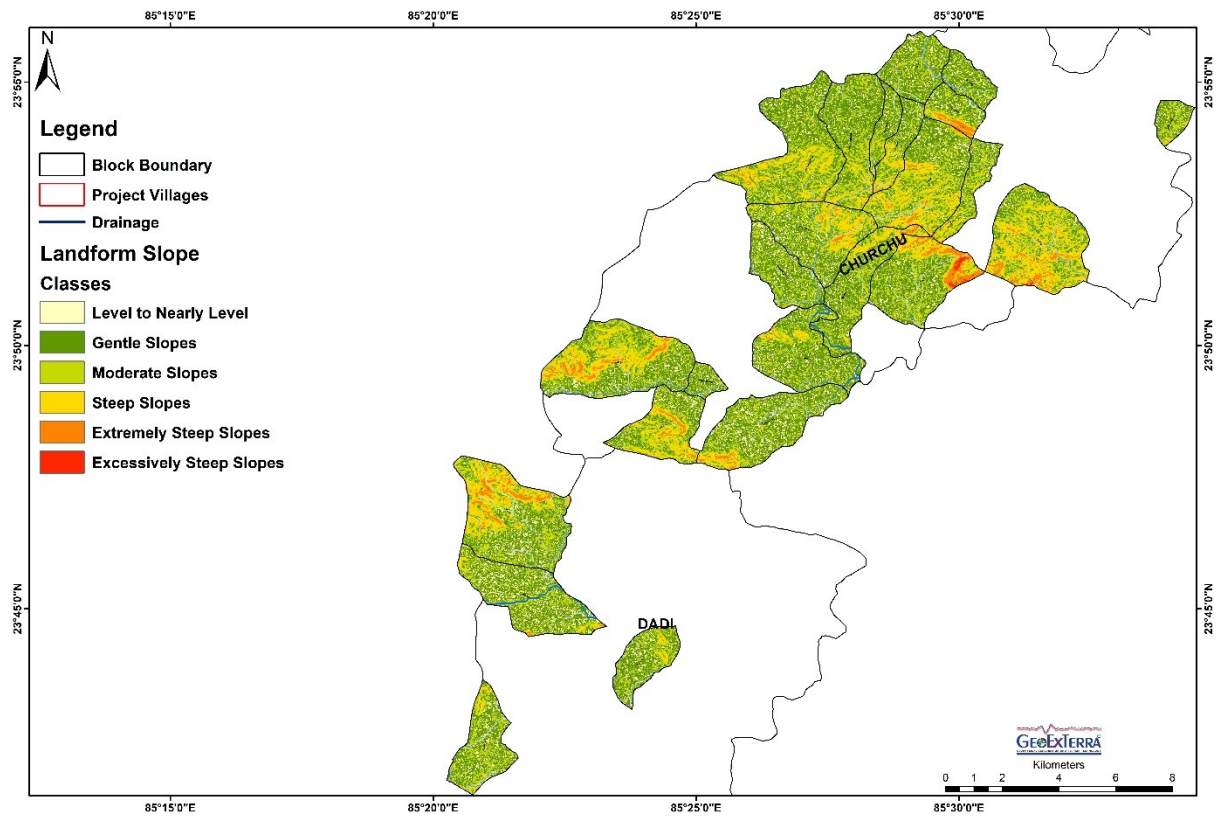 85°15'0"E 85°20'0"E 85°25'0"E 85°30'0"E
N
23°55'0"N 23°55'0"N
Legend
Block Boundary
Project Villages
Drainage
Landform Slope
Classes
Level to Nearly Level
Gentle Slopes
Moderate Slopes
Steep Slopes
Extremely Steep Slopes
Excessively Steep Slopes
CHURCHU
23°50'0"N 23°50'0"N
23°45'0"N 23°45'0"N
DADI
GEOEXTERRA
Kilometers
0 1 2 4 6 8
85°15'0"E 85°20'0"E 85°25'0"E 85°30'0"E